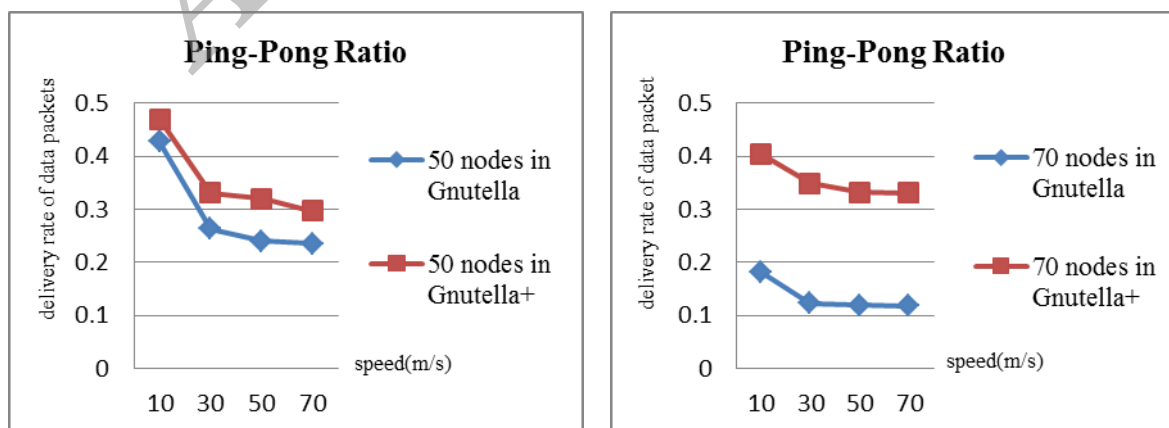 Ping-Pong Ratio
delivery rate of data packets
0.5
0.4
0.3
0.2
0.1
0
10 30 50 70
speed(m/s)
50 nodes in
Gnutella
50 nodes in
Gnutella+
Ping-Pong Ratio
delivery rate of data packet
0.5
0.4
0.3
0.2
0.1
0
10 30 50 70
speed(m/s)
70 nodes in
Gnutella
70 nodes in
Gnutella+